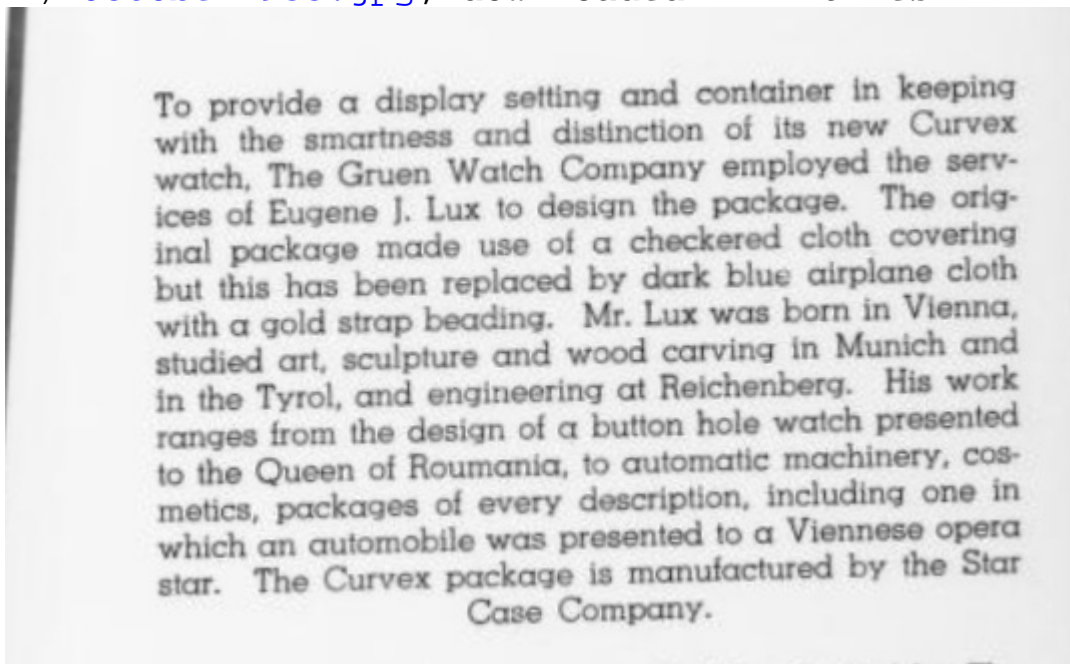 To provide a display setting and container in keeping
with the smartness and distinction of its new Curvex
watch, The Gruen Watch Company employed the serv-
ices of Eugene J. Lux to design the package. The orig-
inal package made use of a checkered cloth covering
but this has been replaced by dark blue airplane cloth
with a gold strap beading. Mr. Lux was born in Vienna,
studied art, sculpture and wood carving in Munich and
in the Tyrol, and engineering at Reichenberg. His work
ranges from the design of a button hole watch presented
to the Queen of Roumania, to automatic machinery, cos-
metics, packages of every description, including one in
which an automobile was presented to a Viennese opera
star. The Curvex package is manufactured by the Star
Case Company.